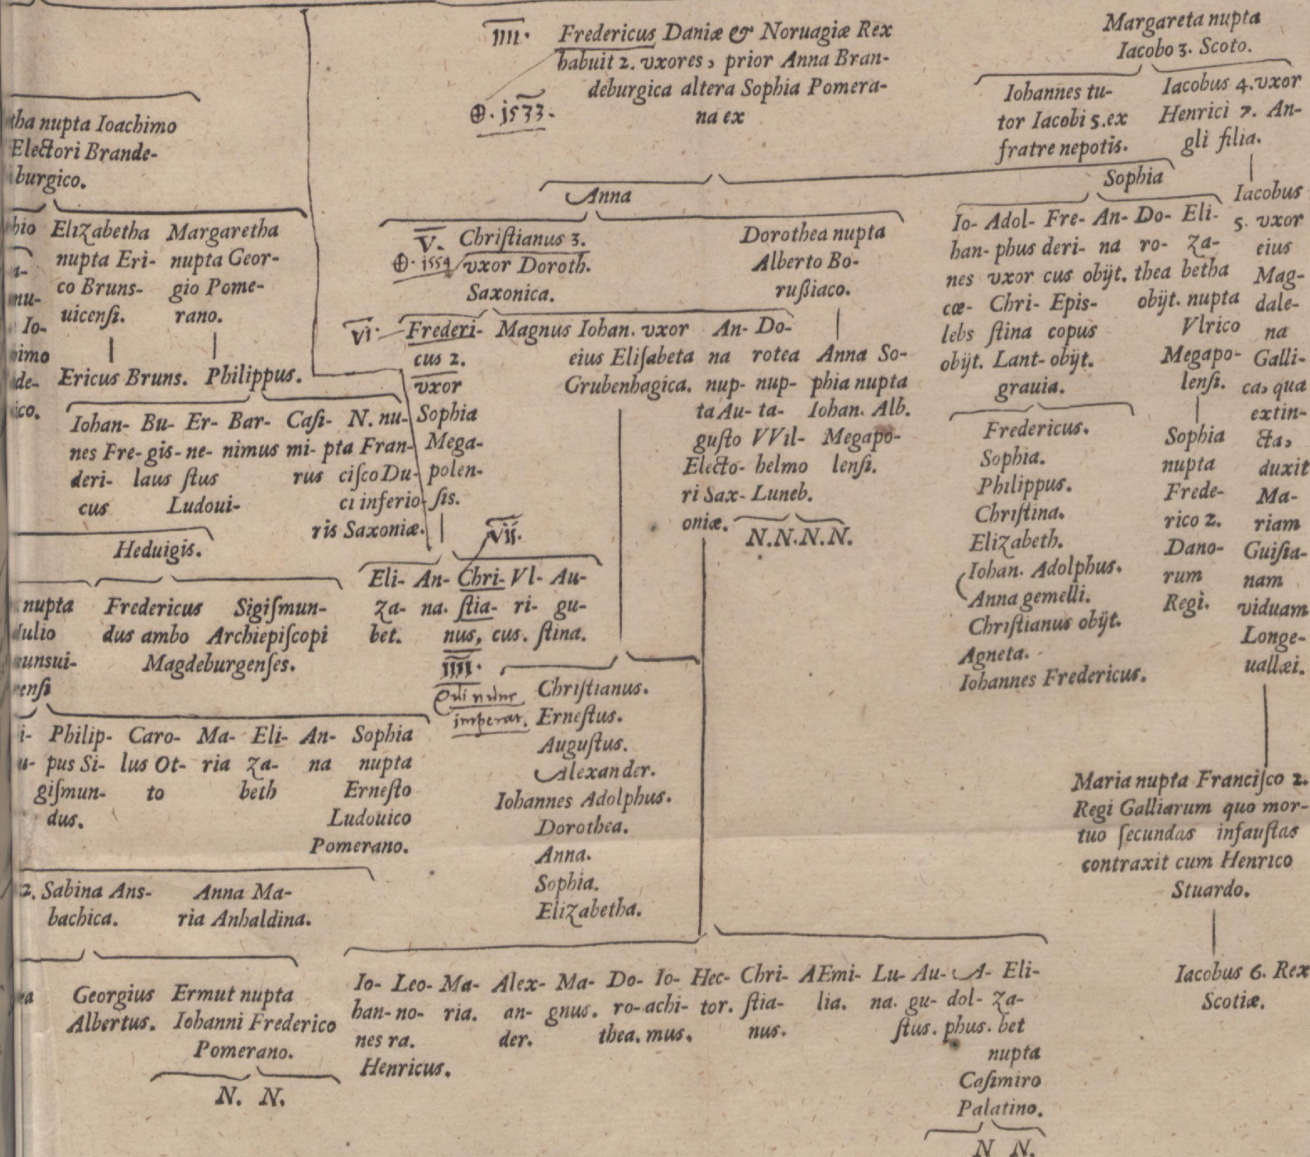 IIII.
Fredericus Daniæ & Noruagiæ Rex
habuit 2. vxores, prior Anna Bran-
deburgica altera Sophia Pomera-
na ex
⊕. 1533.
Margareta nupta
Iacobo 3. Scoto.
Iohannes tu-
tor Iacobi 5. ex
fratre nepotis.
Iacobus 4. vxor
Henrici 7. An-
gli filia.
tha nupta Ioachimo
Electori Brande-
burgico.
Elizabetha
nupta Eri-
co Bruns-
uicensi.
Margaretha
nupta Geor-
gio Pome-
rano.
Ericus Bruns.
Philippus.
Anna
Sophia
V.
⊕. 1559
Christianus 3.
vxor Doroth.
Saxonica.
Dorothea nupta
Alberto Bo-
rußiaco.
Io- Adol- Fre- An- Do- Eli-
han- phus deri- na ro- za-
nes vxor cus obijt. thea betha
cæ- Chri- Epis- obijt. nupta
lebs stina copus Vlrico
obijt. Lant- obijt. Megapo-
grauia. lensi.
Iacobus
5. vxor
eius
Mag-
dale-
na
Galli-
ca, qua
extin-
cta,
duxit
Ma-
riam
Guisia-
nam
viduam
Longe-
uallæi.
VI.
Frederi-
cus 2.
vxor
Sophia
Mega-
polen-
sis.
Magnus
Iohan. vxor
eius Elisabeta
Grubenhagica.
An- Do-
na rotea
nup- nup-
ta Au- ta-
gusto VVil-
Electo- helmo
ri Sax- Luneb.
oniæ.
N. N. N. N.
Anna So-
phia nupta
Iohan. Alb.
Megapo-
lensi.
Fredericus.
Sophia.
Philippus.
Christina.
Elizabeth.
Iohan. Adolphus.
Anna gemelli.
Christianus obijt.
Agneta.
Iohannes Fredericus.
Sophia
nupta
Frede-
rico 2.
Dano-
rum
Regi.
Iohan- Bu- Er- Bar- Casi- N. nu-
nes Fre- gis- ne- nimus mi- pta Fran-
deri- laus stus rus cisco Du-
cus Ludoui- ci inferio-
ris Saxoniæ.
Heduigis.
nupta
Iulio
Fredericus Sigismun-
dus ambo Archiepiscopi
Magdeburgenses.
VII.
Eli- An- Chri- Vl- Au-
za- na. stia- ri- gu-
bet. nus, cus. stina.
IIII.
Qui nunc
imperat.
Christianus.
Ernestus.
Augustus.
Alexander.
Iohannes Adolphus.
Dorothea.
Anna.
Sophia.
Elizabetha.
Philip- Caro- Ma- Eli- An- Sophia
pus Si- lus Ot- ria za- na nupta
gismun- to beth Ernesto
dus. Ludouico
Pomerano.
Maria nupta Francisco 2.
Regi Galliarum quo mor-
tuo secundas infaustas
contraxit cum Henrico
Stuardo.
2. Sabina Ans-
bachica.
Anna Ma-
ria Anhaldina.
Georgius
Albertus.
Ermut nupta
Iohanni Frederico
Pomerano.
N. N.
Io- Leo- Ma- Alex- Ma- Do- Io- Hec- Chri- AEmi- Lu- Au- A- Eli-
han- no- ria. an- gnus. ro- achi- tor. stia- lia. na. gu- dol- za-
nes ra. der. thea. mus. nus. stus. phus. bet
Henricus. nupta
Casimiro
Palatino.
N N.
Iacobus 6. Rex
Scotiæ.